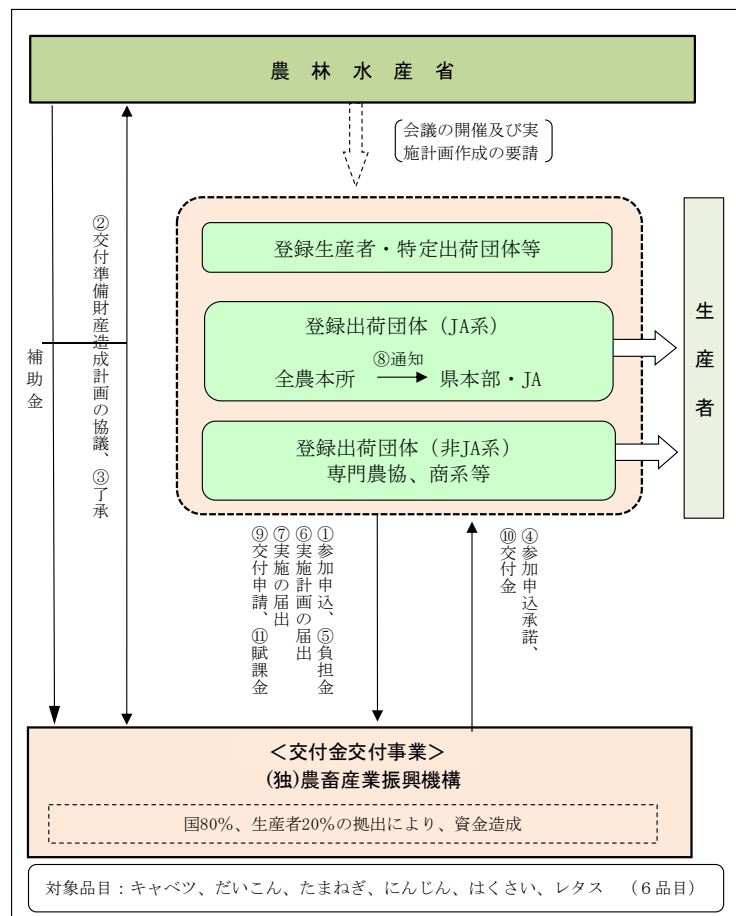 農 林 水 産 省
会議の開催及び実
施計画作成の要請
補助金
②交付準備財産造成計画の協議、③了承
登録生産者・特定出荷団体等
登録出荷団体（JA系）
⑧通知
全農本所
県本部・JA
登録出荷団体（非JA系）
専門農協、商系等
生産者
①参加申込、⑤負担金
⑥実施計画の届出
⑦実施の届出
⑨交付申請、⑪賦課金
④参加申込承諾、
⑩交付金
＜交付金交付事業＞
(独)農畜産業振興機構
国80%、生産者20%の拠出により、資金造成
対象品目：キャベツ、だいこん、たまねぎ、にんじん、はくさい、レタス （６品目）